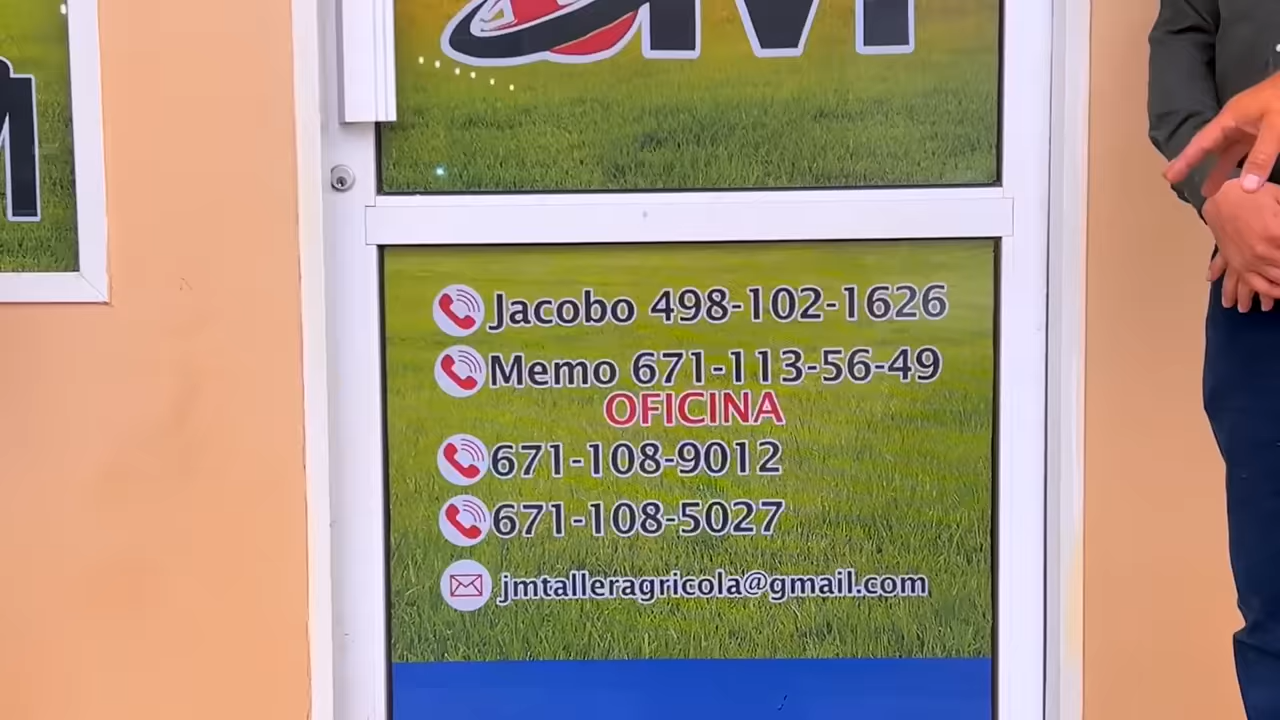 JM
M
Jacobo 498-102-1626
Memo 671-113-56-49
OFICINA
671-108-9012
671-108-5027
jmtalleragricola@gmail.com